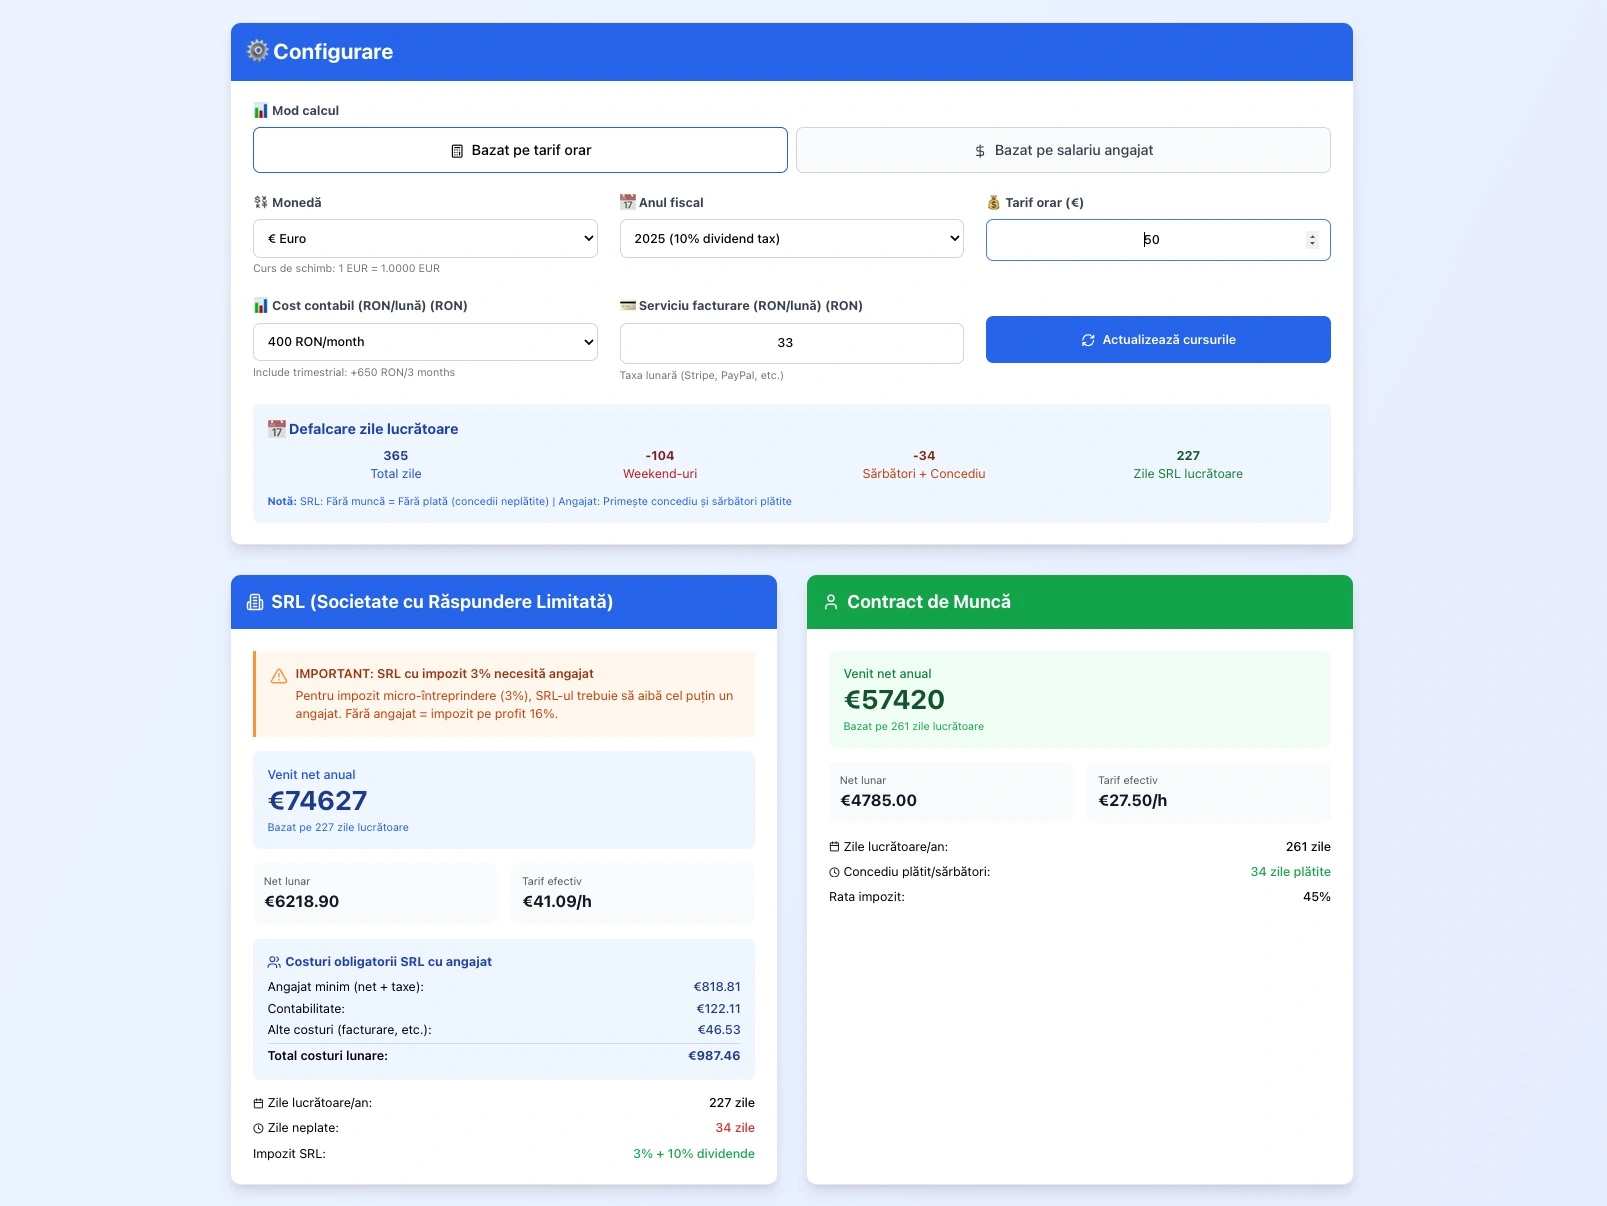 Configurare
Mod calcul
Bazat pe tarif orar
Bazat pe salariu angajat
Monedă
Anul fiscal
Tarif orar (€)
€ Euro
2025 (10% dividend tax)
50
Curs de schimb: 1 EUR = 1.0000 EUR
Cost contabil (RON/lună) (RON)
Serviciu facturare (RON/lună) (RON)
400 RON/month
33
Actualizează cursurile
Include trimestrial: +650 RON/3 months
Taxa lunară (Stripe, PayPal, etc.)
17 Defalcare zile lucrătoare
365
-104
-34
227
Total zile
Weekend-uri
Sărbători + Concediu
Zile SRL lucrătoare
Notă: SRL: Fără muncă = Fără plată (concedii neplătite) | Angajat: Primește concediu și sărbători plătite
SRL (Societate cu Răspundere Limitată)
IMPORTANT: SRL cu impozit 3% necesită angajat
Pentru impozit micro-întreprindere (3%), SRL-ul trebuie să aibă cel puțin un
angajat. Fără angajat = impozit pe profit 16%.
Venit net anual
€74627
Bazat pe 227 zile lucrătoare
Net lunar
€6218.90
Tarif efectiv
€41.09/h
Costuri obligatorii SRL cu angajat
Angajat minim (net + taxe): €818.81
Contabilitate: €122.11
Alte costuri (facturare, etc.): €46.53
Total costuri lunare: €987.46
Zile lucrătoare/an: 227 zile
Zile neplate: 34 zile
Impozit SRL: 3% + 10% dividende
Contract de Muncă
Venit net anual
€57420
Bazat pe 261 zile lucrătoare
Net lunar
€4785.00
Tarif efectiv
€27.50/h
Zile lucrătoare/an: 261 zile
Concediu plătit/sărbători: 34 zile plătite
Rata impozit: 45%